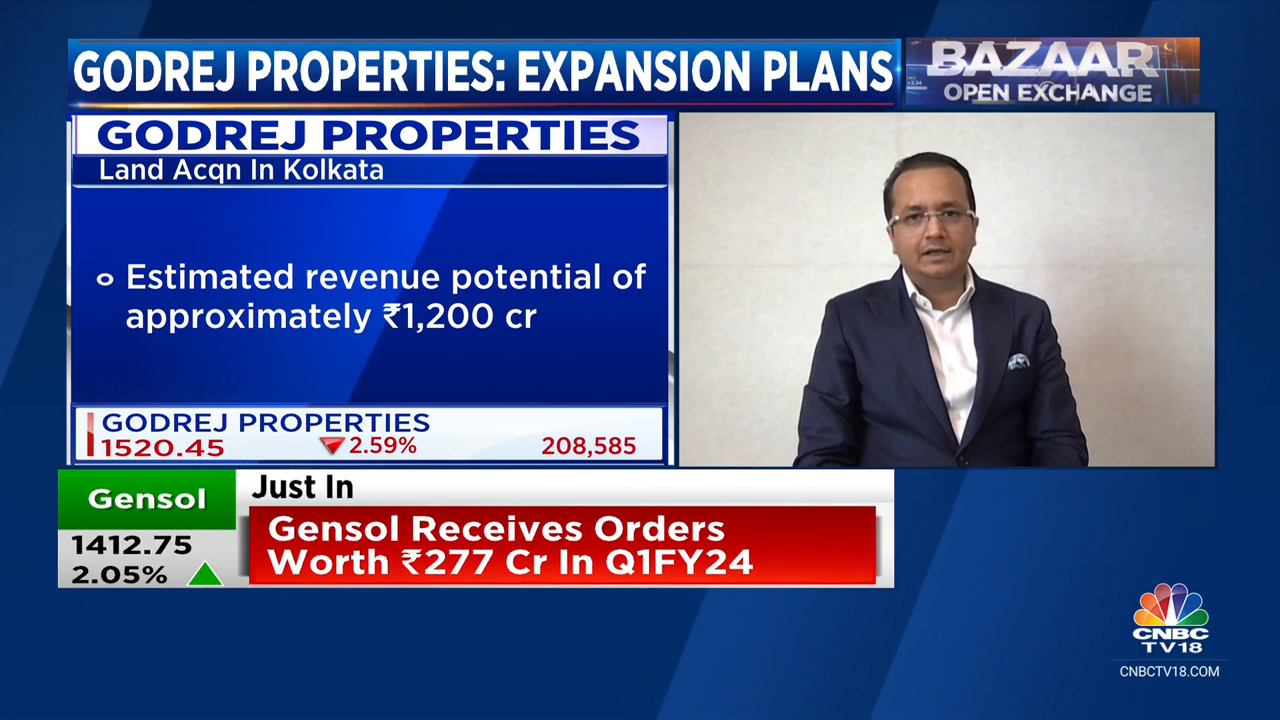 GODREJ PROPERTIES: EXPANSION PLANS
BAZAAR
OPEN EXCHANGE
GODREJ PROPERTIES
Land Acqn In Kolkata
Estimated revenue potential of
approximately ₹1,200 cr
GODREJ PROPERTIES
1520.45 2.59% 208,585
Gensol
1412.75
2.05%
Just In
Gensol Receives Orders
Worth ₹277 Cr In Q1FY24
CNBC
TV18
CNBCTV18.COM